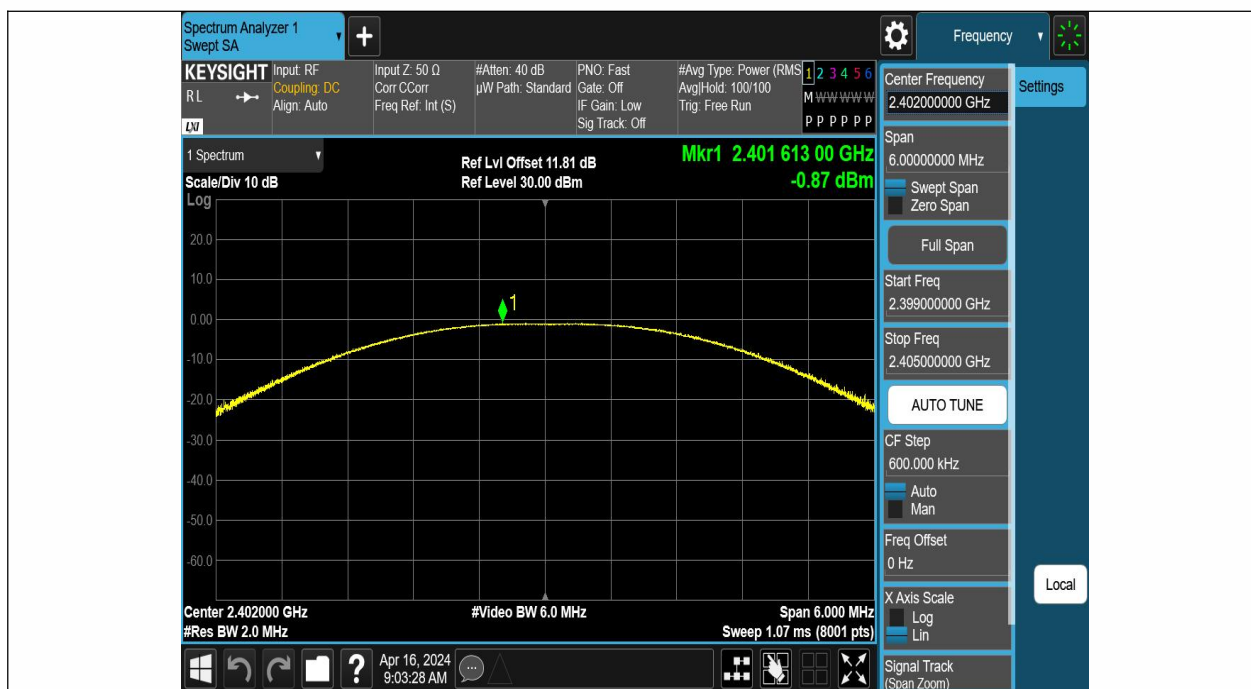 Spectrum Analyzer 1
Swept SA
+
Frequency
KEYSIGHT
R L
LXI
Input: RF
Coupling: DC
Align: Auto
Input Z: 50 Ω
Corr CCorr
Freq Ref: Int (S)
#Atten: 40 dB
µW Path: Standard
PNO: Fast
Gate: Off
IF Gain: Low
Sig Track: Off
#Avg Type: Power (RMS
Avg|Hold: 100/100
Trig: Free Run
1 2 3 4 5 6
M W W W W W
P P P P P P
1 Spectrum
Scale/Div 10 dB
Log
Ref Lvl Offset 11.81 dB
Ref Level 30.00 dBm
Mkr1 2.401 613 00 GHz
-0.87 dBm
20.0
10.0
0.00
-10.0
-20.0
-30.0
-40.0
-50.0
-60.0
1
Center 2.402000 GHz
#Res BW 2.0 MHz
#Video BW 6.0 MHz
Span 6.000 MHz
Sweep 1.07 ms (8001 pts)
Center Frequency
2.402000000 GHz
Settings
Span
6.00000000 MHz
Swept Span
Zero Span
Full Span
Start Freq
2.399000000 GHz
Stop Freq
2.405000000 GHz
AUTO TUNE
CF Step
600.000 kHz
Auto
Man
Freq Offset
0 Hz
Local
X Axis Scale
Log
Lin
Signal Track
(Span Zoom)
?
Apr 16, 2024
9:03:28 AM